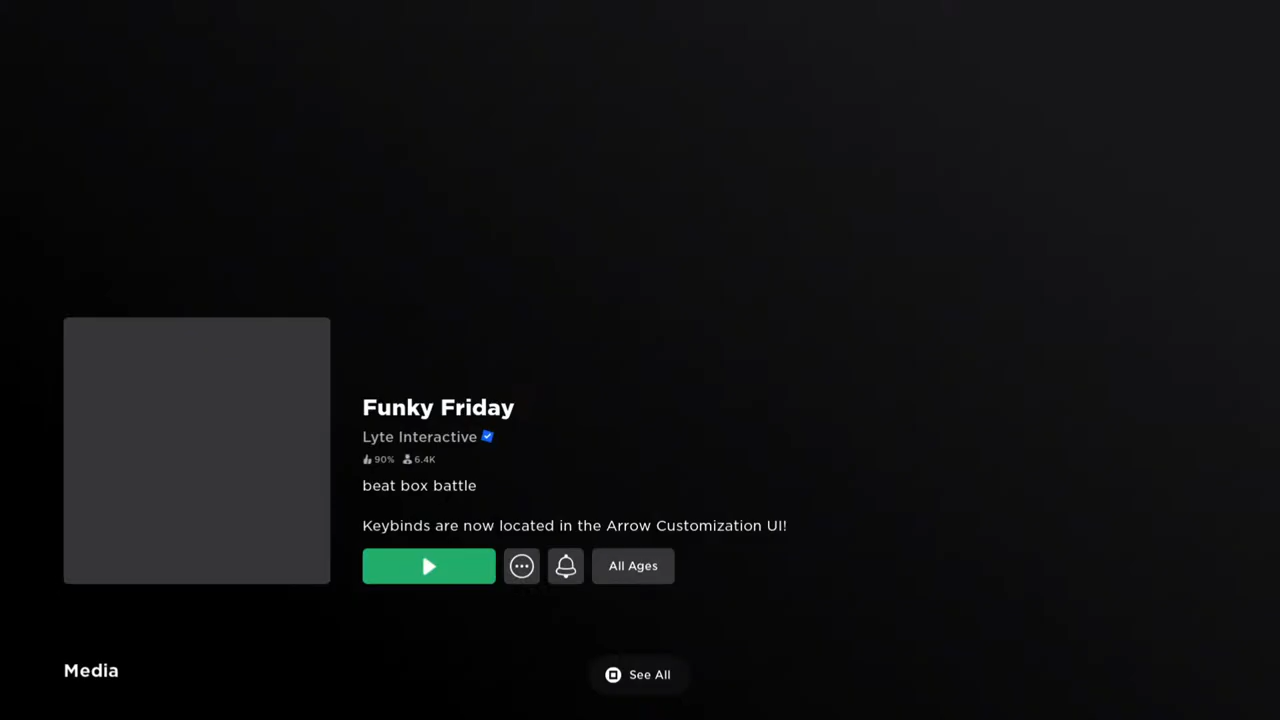 Funky Friday
Lyte Interactive
90% 6.4K
beat box battle
Keybinds are now located in the Arrow Customization UI!
All Ages
Media
See All